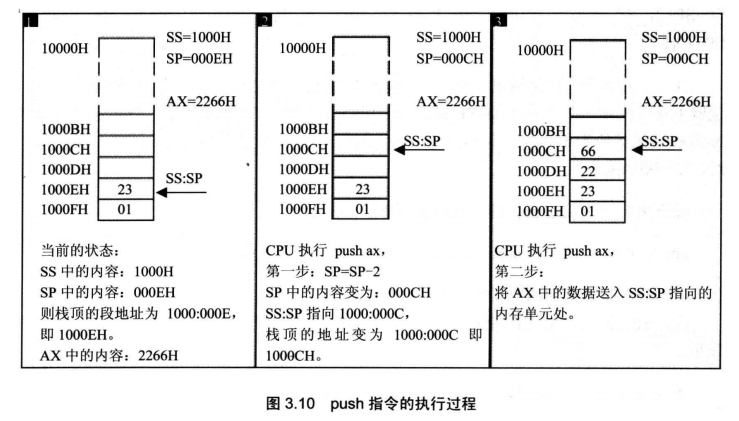 1
10000H
SS=1000H
SP=000EH
AX=2266H
1000BH
1000CH
1000DH
SS:SP
1000EH 23
1000FH 01
当前的状态:
SS 中的内容:1000H
SP 中的内容:000EH
则栈顶的段地址为 1000:000E,
即 1000EH。
AX 中的内容:2266H
2
10000H
SS=1000H
SP=000CH
AX=2266H
1000BH
1000CH
SS:SP
1000DH
1000EH 23
1000FH 01
CPU 执行 push ax,
第一步:SP=SP-2
SP 中的内容变为:000CH
SS:SP 指向 1000:000C,
栈顶的地址变为 1000:000C 即
1000CH。
3
10000H
SS=1000H
SP=000CH
AX=2266H
1000BH
SS:SP
1000CH 66
1000DH 22
1000EH 23
1000FH 01
CPU 执行 push ax,
第二步:
将 AX 中的数据送入 SS:SP 指向的
内存单元处。
图 3.10 push 指令的执行过程